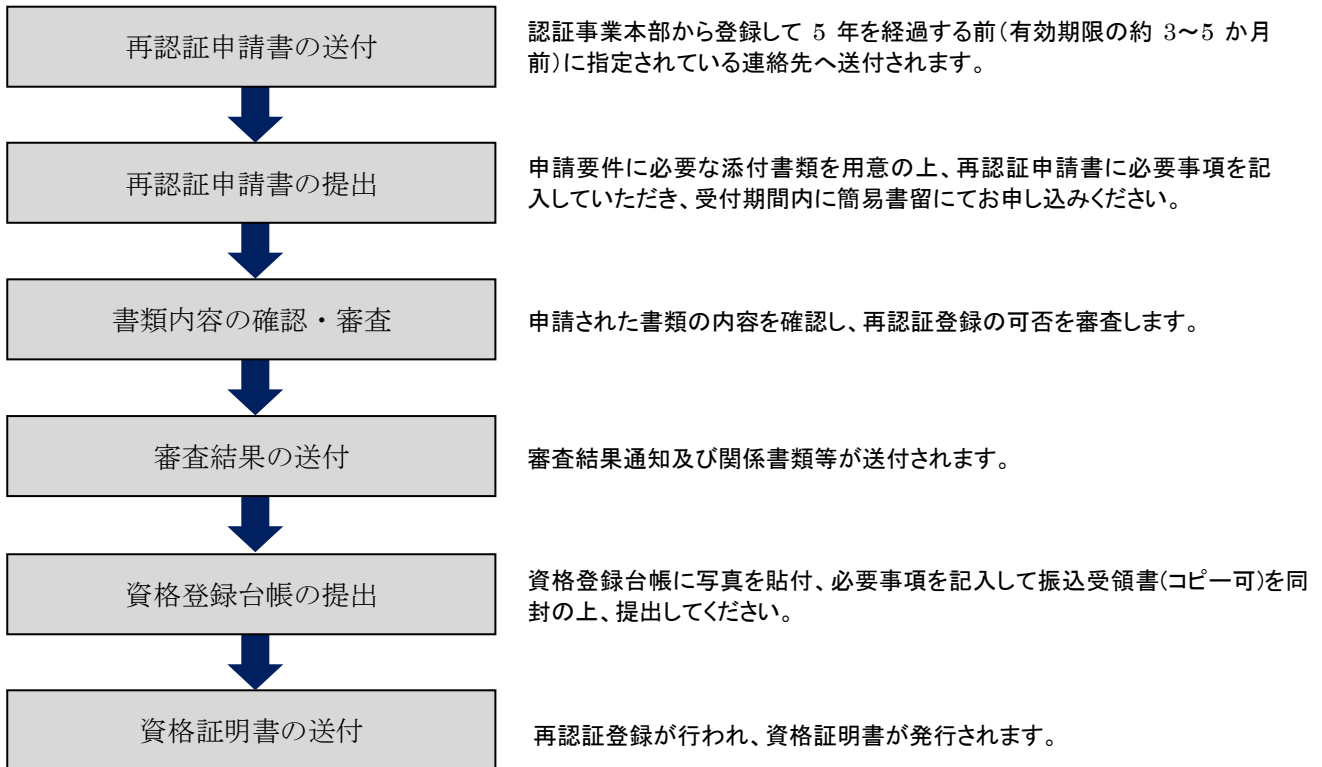 再認証申請書の送付
認証事業本部から登録して 5 年を経過する前(有効期限の約 3~5 か月
前)に指定されている連絡先へ送付されます。
再認証申請書の提出
申請要件に必要な添付書類を用意の上、再認証申請書に必要事項を記
入していただき、受付期間内に簡易書留にてお申し込みください。
書類内容の確認・審査
申請された書類の内容を確認し、再認証登録の可否を審査します。
審査結果の送付
審査結果通知及び関係書類等が送付されます。
資格登録台帳の提出
資格登録台帳に写真を貼付、必要事項を記入して振込受領書(コピー可)を同
封の上、提出してください。
資格証明書の送付
再認証登録が行われ、資格証明書が発行されます。